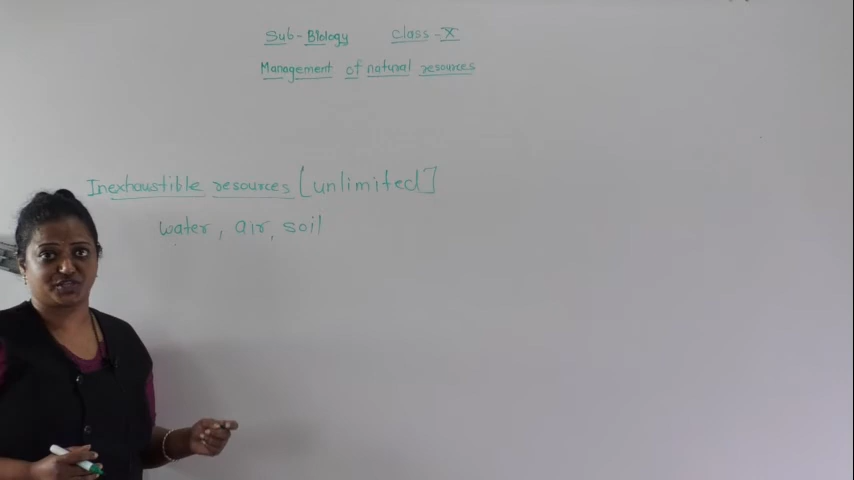 Sub - Biology Class - X
Management of natural resources
Inexhaustible resources [unlimited]
water, air, soil